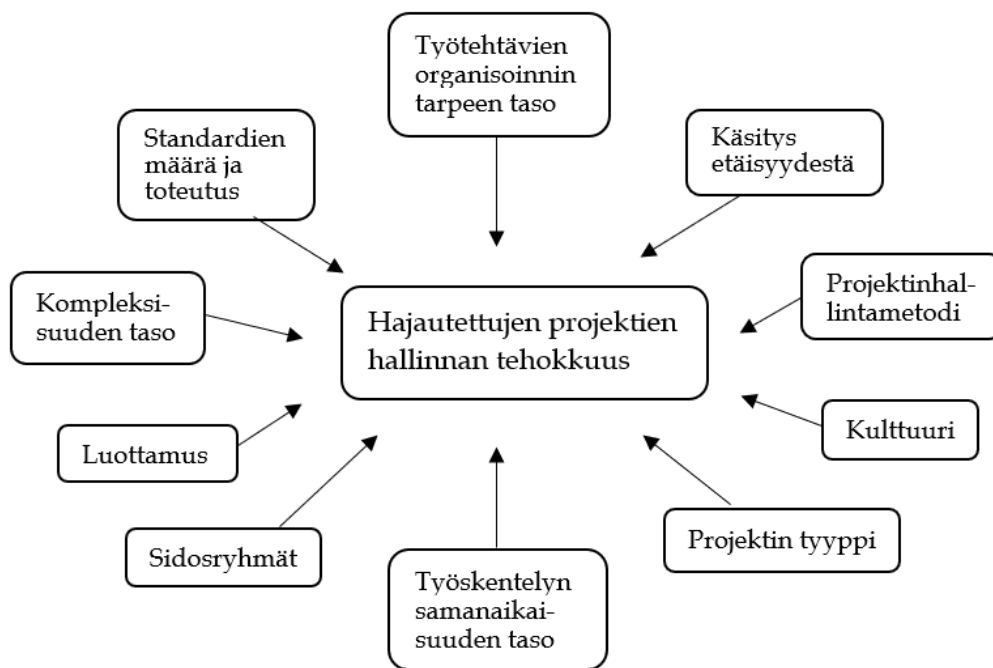 Työtehtävien
organisoinnin
tarpeen taso
Standardien
määrä ja
toteutus
Käsitys
etäisyydestä
Kompleksi-
suuden taso
Hajautettujen projektien
hallinnan tehokkuus
Projektinhal-
lintametodi
Luottamus
Kulttuuri
Sidosryhmät
Työskentelyn
samanaikai-
suuden taso
Projektin tyyppi